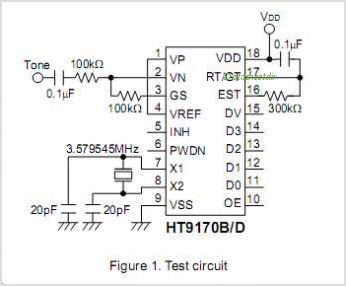 VDD
Tone
100kΩ
0.1μF
100kΩ
1 VP VDD 18 0.1μF
2 VN RT/GT 17
3 GS EST 16
300kΩ
4 VREF DV 15
5 INH D3 14
6 PWDN D2 13
3.579545MHz
7 X1 D1 12
8 X2 D0 11
20pF 20pF
9 VSS OE 10
HT9170B/D
Figure 1. Test circuit